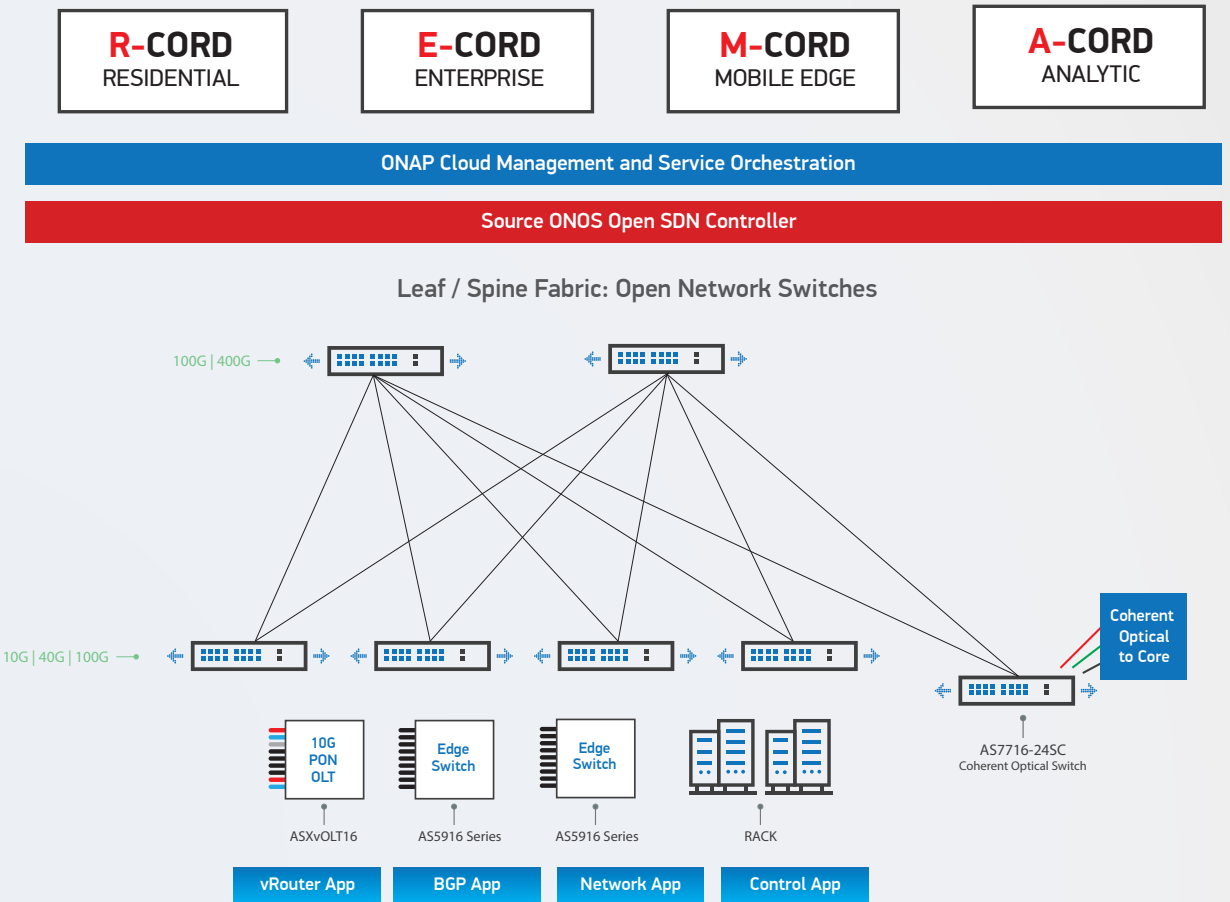 R-CORD
RESIDENTIAL
E-CORD
ENTERPRISE
M-CORD
MOBILE EDGE
A-CORD
ANALYTIC
ONAP Cloud Management and Service Orchestration
Source ONOS Open SDN Controller
Leaf / Spine Fabric: Open Network Switches
100G | 400G
10G | 40G | 100G
Coherent
Optical
to Core
AS7716-24SC
Coherent Optical Switch
10G
PON
OLT
Edge
Switch
Edge
Switch
ASXvOLT16
AS5916 Series
AS5916 Series
RACK
vRouter App
BGP App
Network App
Control App